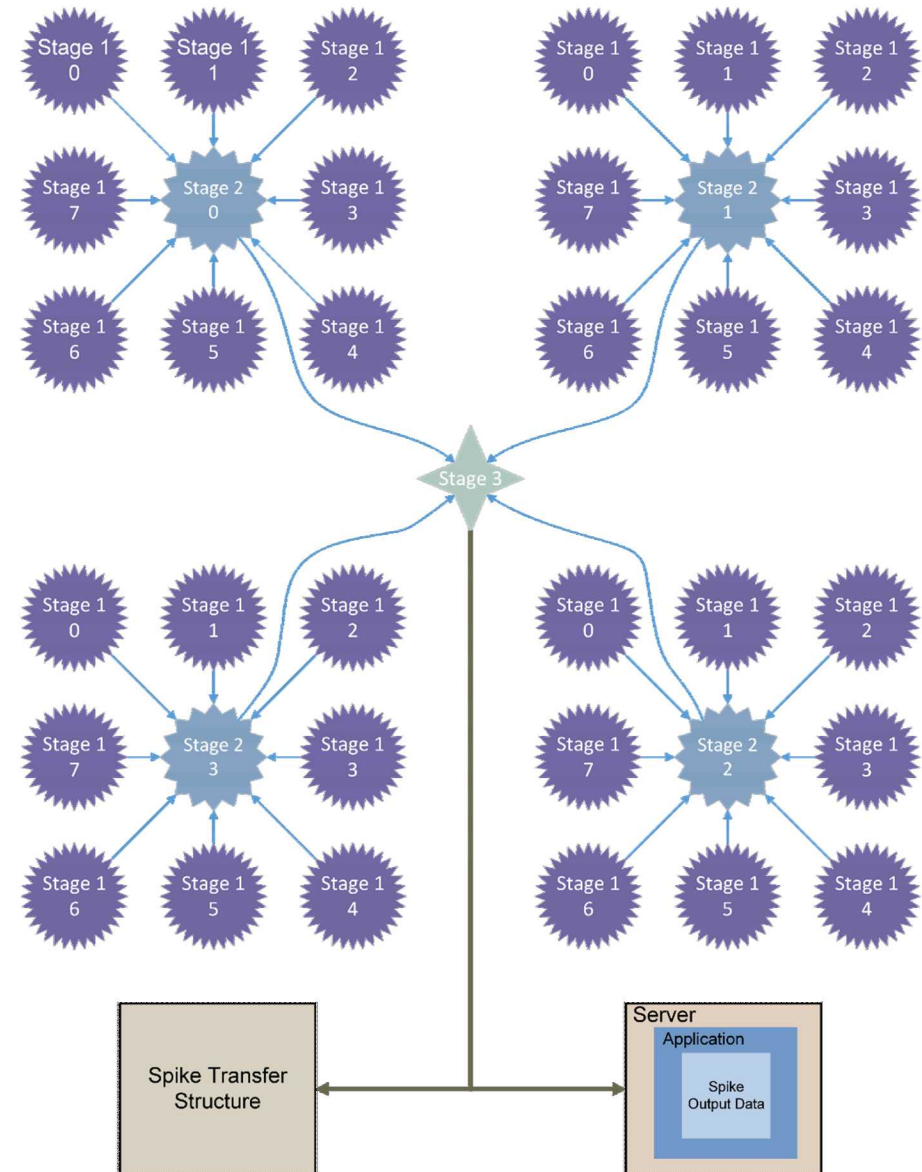 Stage 1
0
Stage 1
1
Stage 1
2
Stage 1
7
Stage 2
0
Stage 1
3
Stage 1
6
Stage 1
5
Stage 1
4
Stage 1
0
Stage 1
1
Stage 1
2
Stage 1
7
Stage 2
1
Stage 1
3
Stage 1
6
Stage 1
5
Stage 1
4
Stage 3
Stage 1
0
Stage 1
1
Stage 1
2
Stage 1
7
Stage 2
3
Stage 1
3
Stage 1
6
Stage 1
5
Stage 1
4
Stage 1
0
Stage 1
1
Stage 1
2
Stage 1
7
Stage 2
2
Stage 1
3
Stage 1
6
Stage 1
5
Stage 1
4
Spike Transfer
Structure
Server
Application
Spike
Output Data